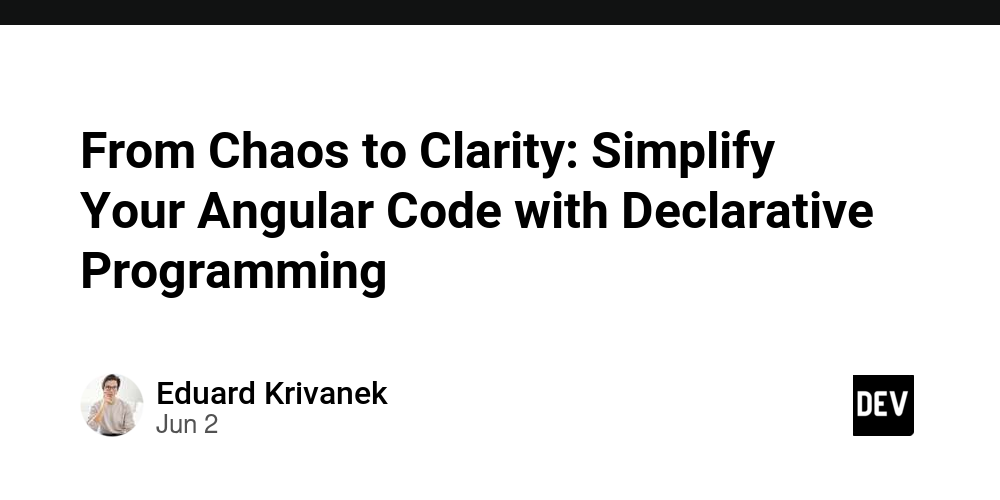 From Chaos to Clarity: Simplify
Your Angular Code with Declarative
Programming
Eduard Krivanek
Jun 2
DEV